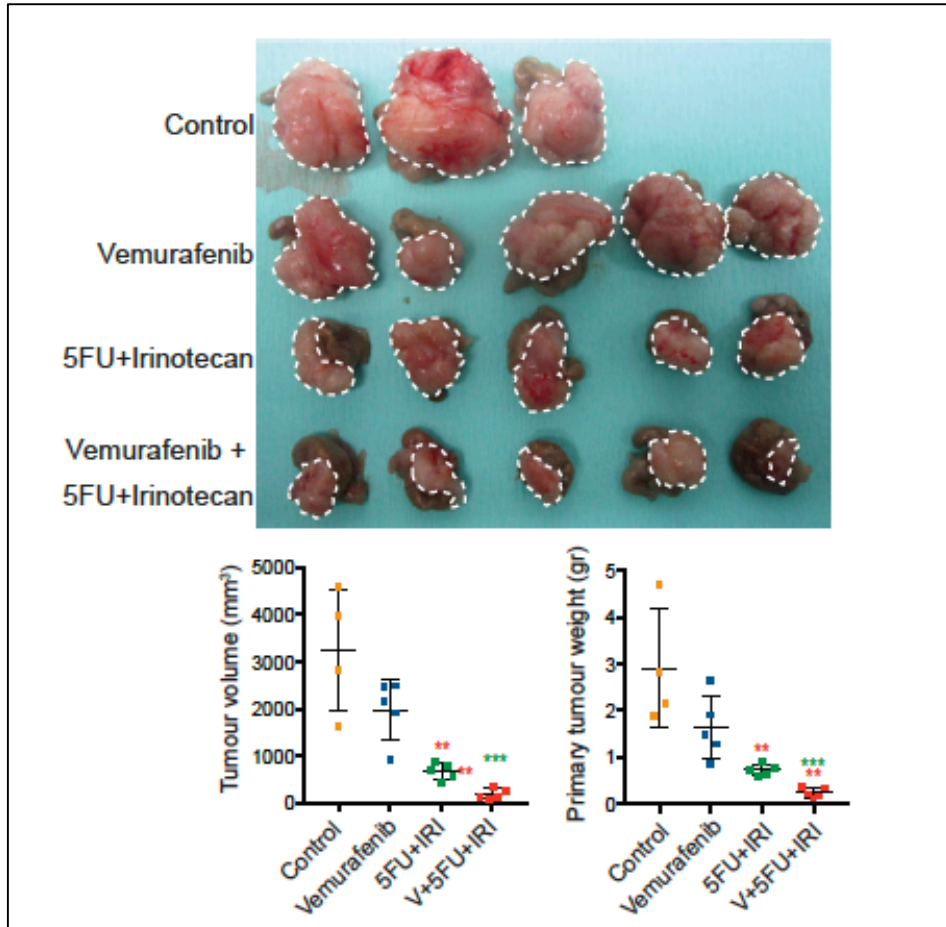 Control
Vemurafenib
5FU+Irinotecan
Vemurafenib +
5FU+Irinotecan
Tumour volume (mm³)
5000
4000
3000
2000
1000
0
**
**
***
Control
Vemurafenib
5FU+IRI
V+5FU+IRI
Primary tumour weight (gr)
5
4
3
2
1
0
**
***
**
Control
Vemurafenib
5FU+IRI
V+5FU+IRI